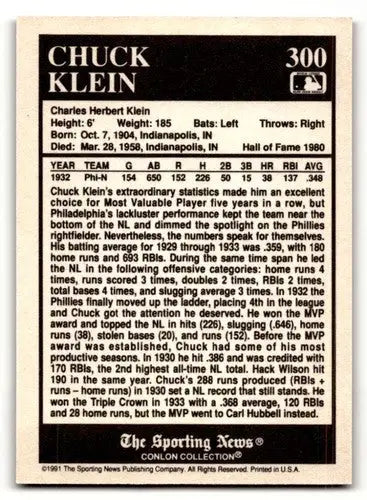 CHUCK 300
KLEIN
Charles Herbert Klein
Height: 6' Weight: 185 Bats: Left Throws: Right
Born: Oct. 7, 1904, Indianapolis, IN
Died: Mar. 28, 1958, Indianapolis, IN Hall of Fame 1980
YEAR TEAM G AB R H 2B 3B HR RBI AVG
1932 Phi-N 154 650 152 226 50 15 38 137 .348
Chuck Klein's extraordinary statistics made him an excellent
choice for Most Valuable Player five years in a row, but
Philadelphia's lackluster performance kept the team near the
bottom of the NL and dimmed the spotlight on the Phillies
rightfielder. Nevertheless, the numbers speak for themselves.
His batting average for 1929 through 1933 was .359, with 180
home runs and 693 RBIs. During the same time span he led
the NL in the following offensive categories: home runs 4
times, runs scored 3 times, doubles 2 times, RBIs 2 times,
total bases 4 times, and slugging average 3 times. In 1932 the
Phillies finally moved up the ladder, placing 4th in the league
and Chuck got the attention he deserved. He won the MVP
award and topped the NL in hits (226), slugging (.646), home
runs (38), stolen bases (20), and runs (152). Before the MVP
award was established, Chuck had some of his most
productive seasons. In 1930 he hit .386 and was credited with
170 RBIs, the 2nd highest all-time NL total. Hack Wilson hit
190 in the same year. Chuck's 288 runs produced (RBIs +
runs – home runs) in 1930 set a NL record that still stands. He
won the Triple Crown in 1933 with a .368 average, 120 RBIs
and 28 home runs, but the MVP went to Carl Hubbell instead.
The Sporting News®
CONLON COLLECTION®
©1991 The Sporting News Publishing Company. All Rights Reserved. Printed in U.S.A.